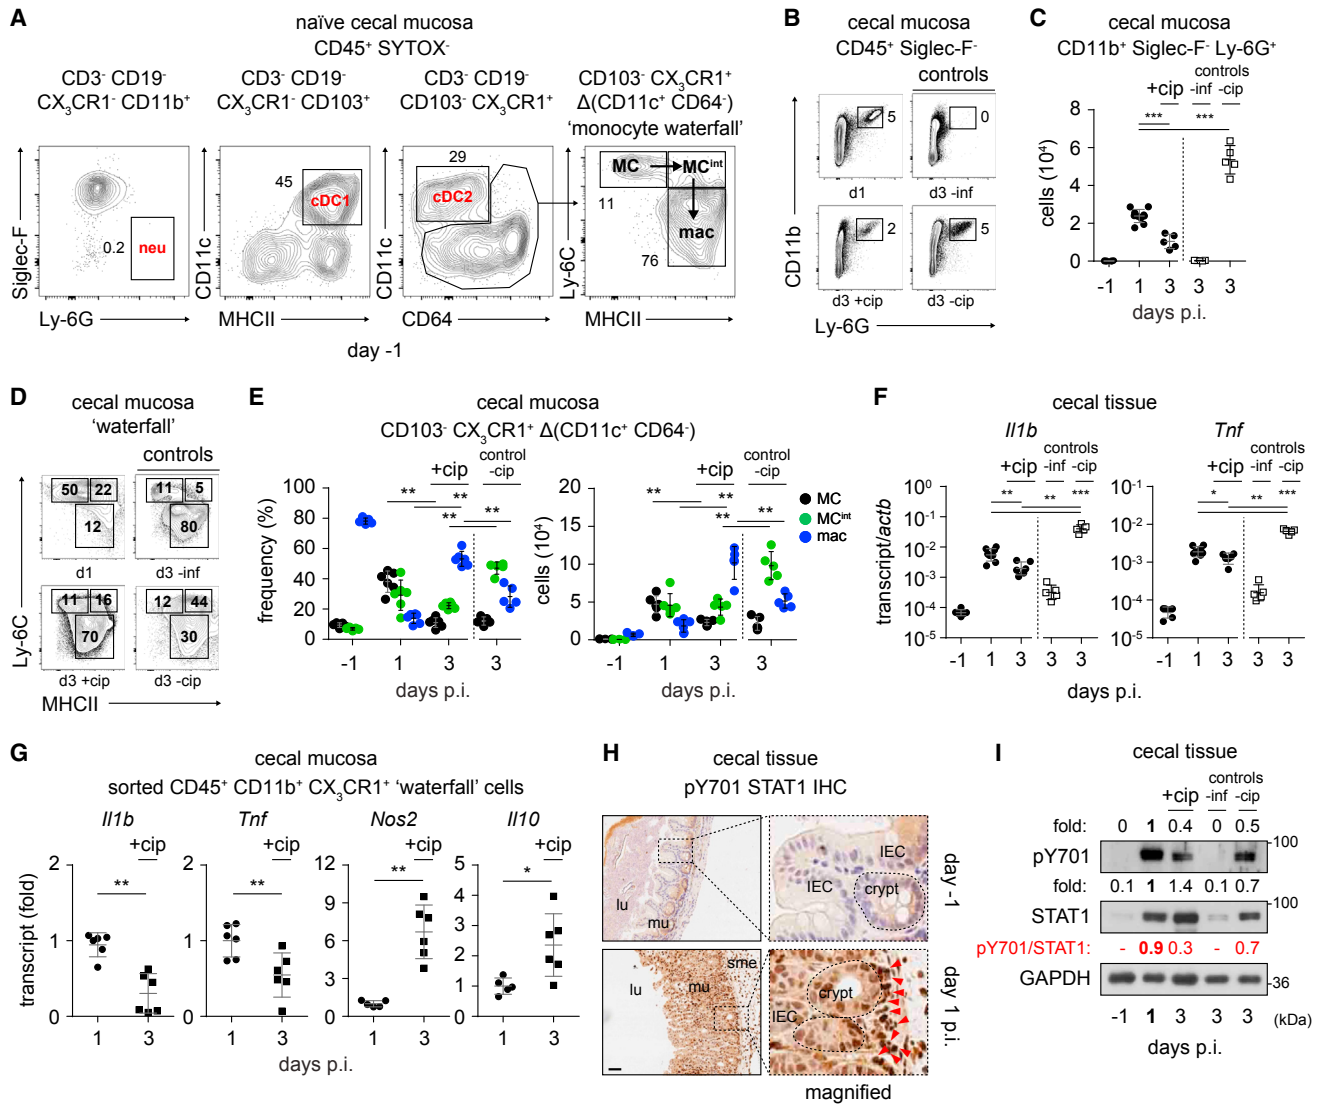 A
naïve cecal mucosa
CD45⁺ SYTOX⁻
CD3⁻ CD19⁻
CX₃CR1⁻ CD11b⁺
CD3⁻ CD19⁻
CX₃CR1⁻ CD103⁺
CD3⁻ CD19⁻
CD103⁻ CX₃CR1⁺
CD103⁻ CX₃CR1⁺
Δ(CD11c⁺ CD64⁻)
'monocyte waterfall'
Siglec-F
0.2
neu
Ly-6G
CD11c
45
cDC1
MHCII
CD11c
29
cDC2
CD64
Ly-6C
MC
MCⁱⁿᵗ
11
mac
76
MHCII
day -1
B
cecal mucosa
CD45⁺ Siglec-F⁻
controls
5
0
d1
d3 -inf
2
5
d3 +cip
d3 -cip
CD11b
Ly-6G
C
cecal mucosa
CD11b⁺ Siglec-F⁻ Ly-6G⁺
controls
+cip -inf -cip
*** ***
cells (10⁴)
8
6
4
2
0
-1 1 3 3 3
days p.i.
D
cecal mucosa
'waterfall'
controls
50 22
12
11 5
80
d1
d3 -inf
11 16
70
12 44
30
d3 +cip
d3 -cip
Ly-6C
MHCII
E
cecal mucosa
CD103⁻ CX₃CR1⁺ Δ(CD11c⁺ CD64⁻)
control
+cip -cip
** **
** **
frequency (%)
100
80
60
40
20
0
-1 1 3 3
days p.i.
control
+cip -cip
** **
** **
cells (10⁴)
20
15
10
5
0
-1 1 3 3
days p.i.
MC
MCⁱⁿᵗ
mac
F
cecal tissue
Il1b
controls
+cip -inf -cip
** ** ***
transcript/actb
10⁰
10⁻¹
10⁻²
10⁻³
10⁻⁴
10⁻⁵
-1 1 3 3 3
Tnf
controls
+cip -inf -cip
* ** ***
10⁻¹
10⁻²
10⁻³
10⁻⁴
10⁻⁵
-1 1 3 3 3
days p.i.
G
cecal mucosa
sorted CD45⁺ CD11b⁺ CX₃CR1⁺ 'waterfall' cells
Il1b
+cip
**
transcript (fold)
2
1
0
1 3
Tnf
+cip
**
2
1
0
1 3
Nos2
+cip
**
12
9
6
3
0
1 3
Il10
+cip
*
5
4
3
2
1
0
1 3
days p.i.
H
cecal tissue
pY701 STAT1 IHC
lu
mu
IEC
IEC
crypt
day -1
lu
mu
sme
IEC
crypt
day 1 p.i.
magnified
I
cecal tissue
controls
+cip -inf -cip
fold: 0 1 0.4 0 0.5
pY701
100
fold: 0.1 1 1.4 0.1 0.7
STAT1
100
pY701/STAT1: - 0.9 0.3 - 0.7
GAPDH
36
-1 1 3 3 3 (kDa)
days p.i.